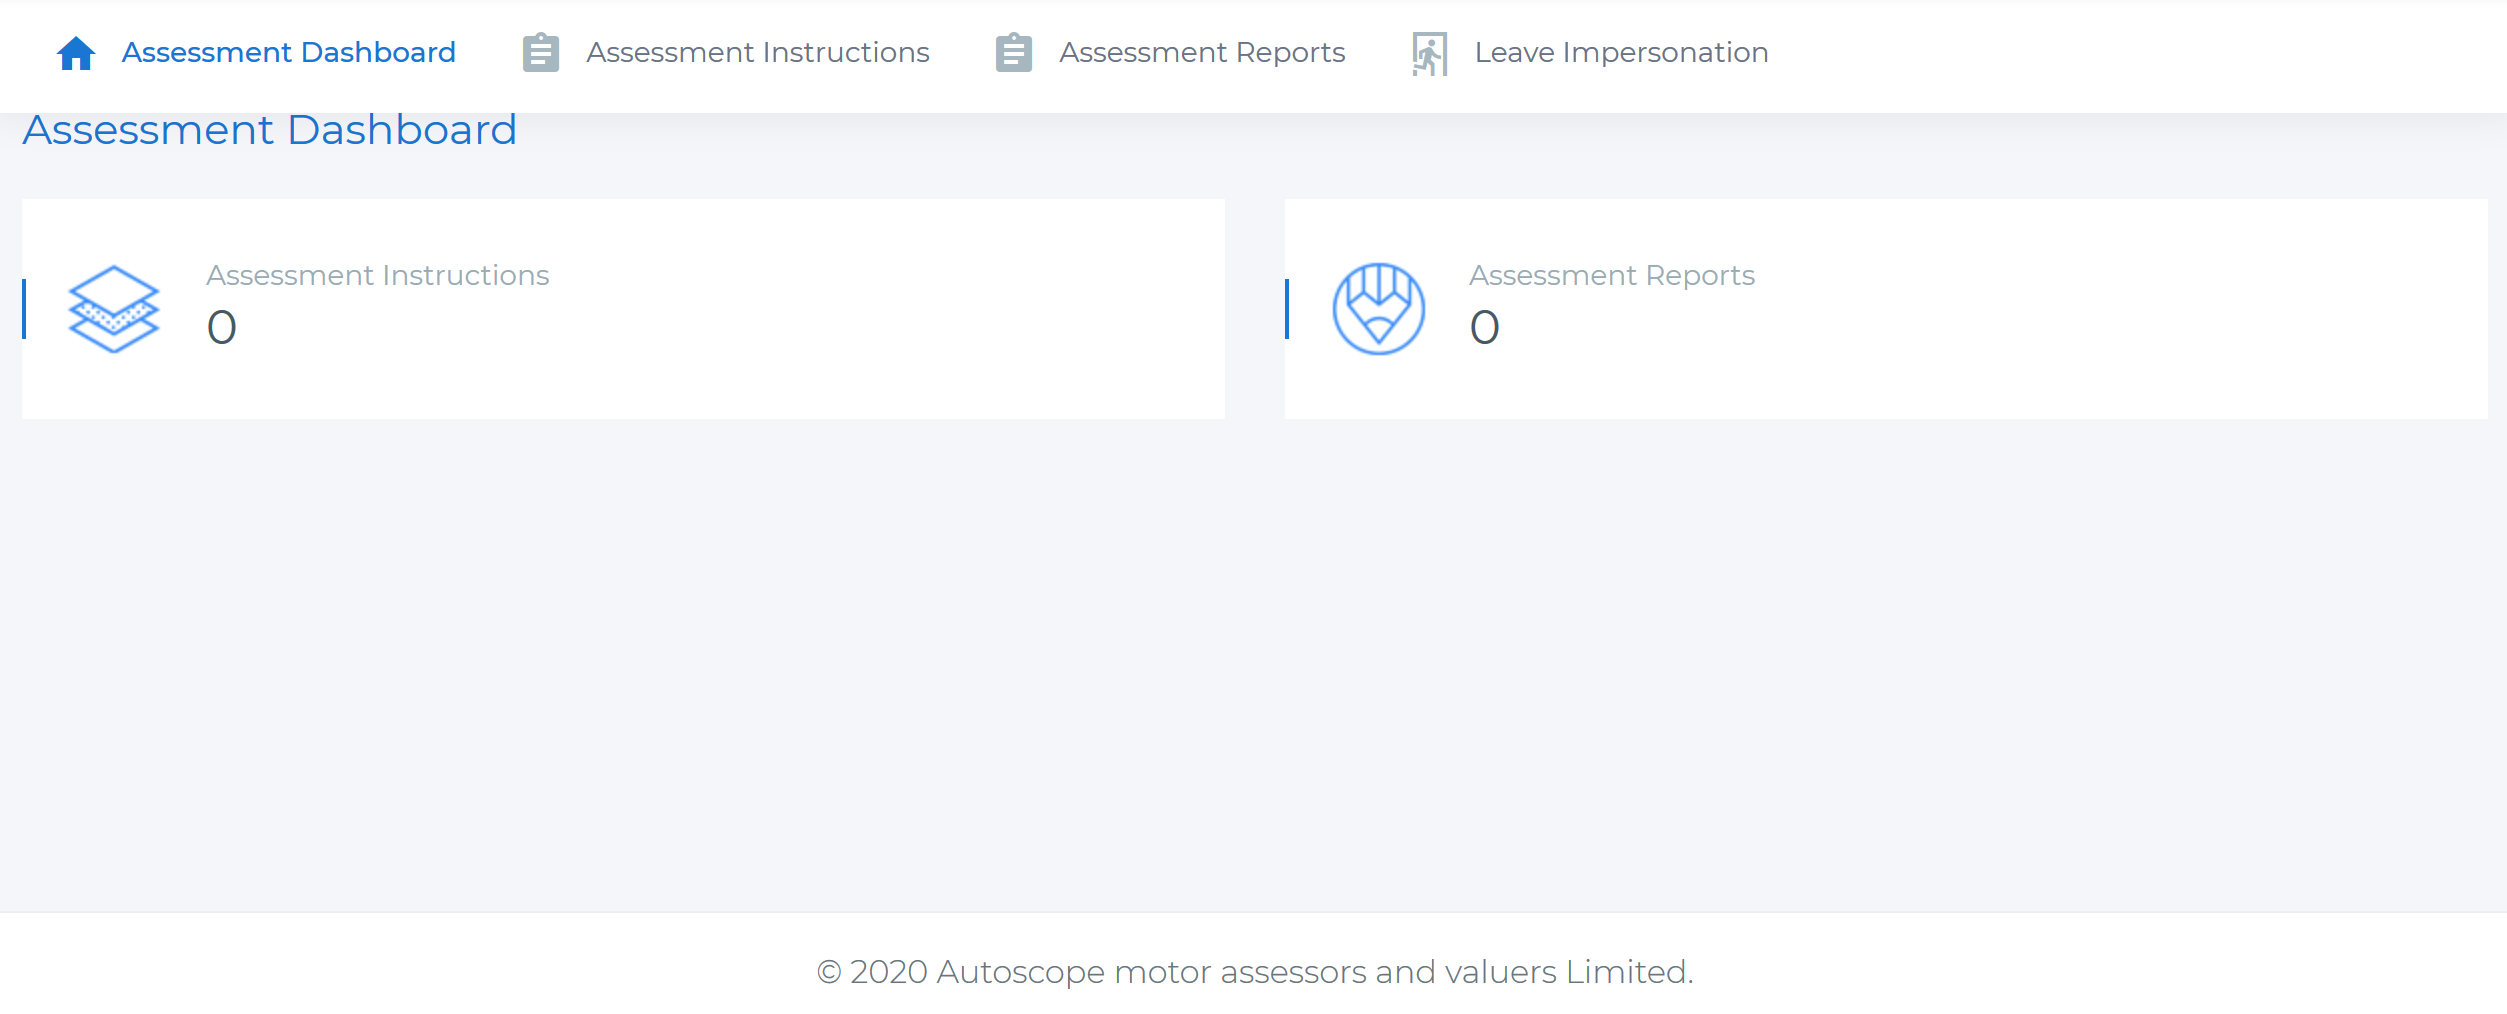 Assessment Dashboard Assessment Instructions Assessment Reports Leave Impersonation
Assessment Dashboard
Assessment Instructions
0
Assessment Reports
0
© 2020 Autoscope motor assessors and valuers Limited.